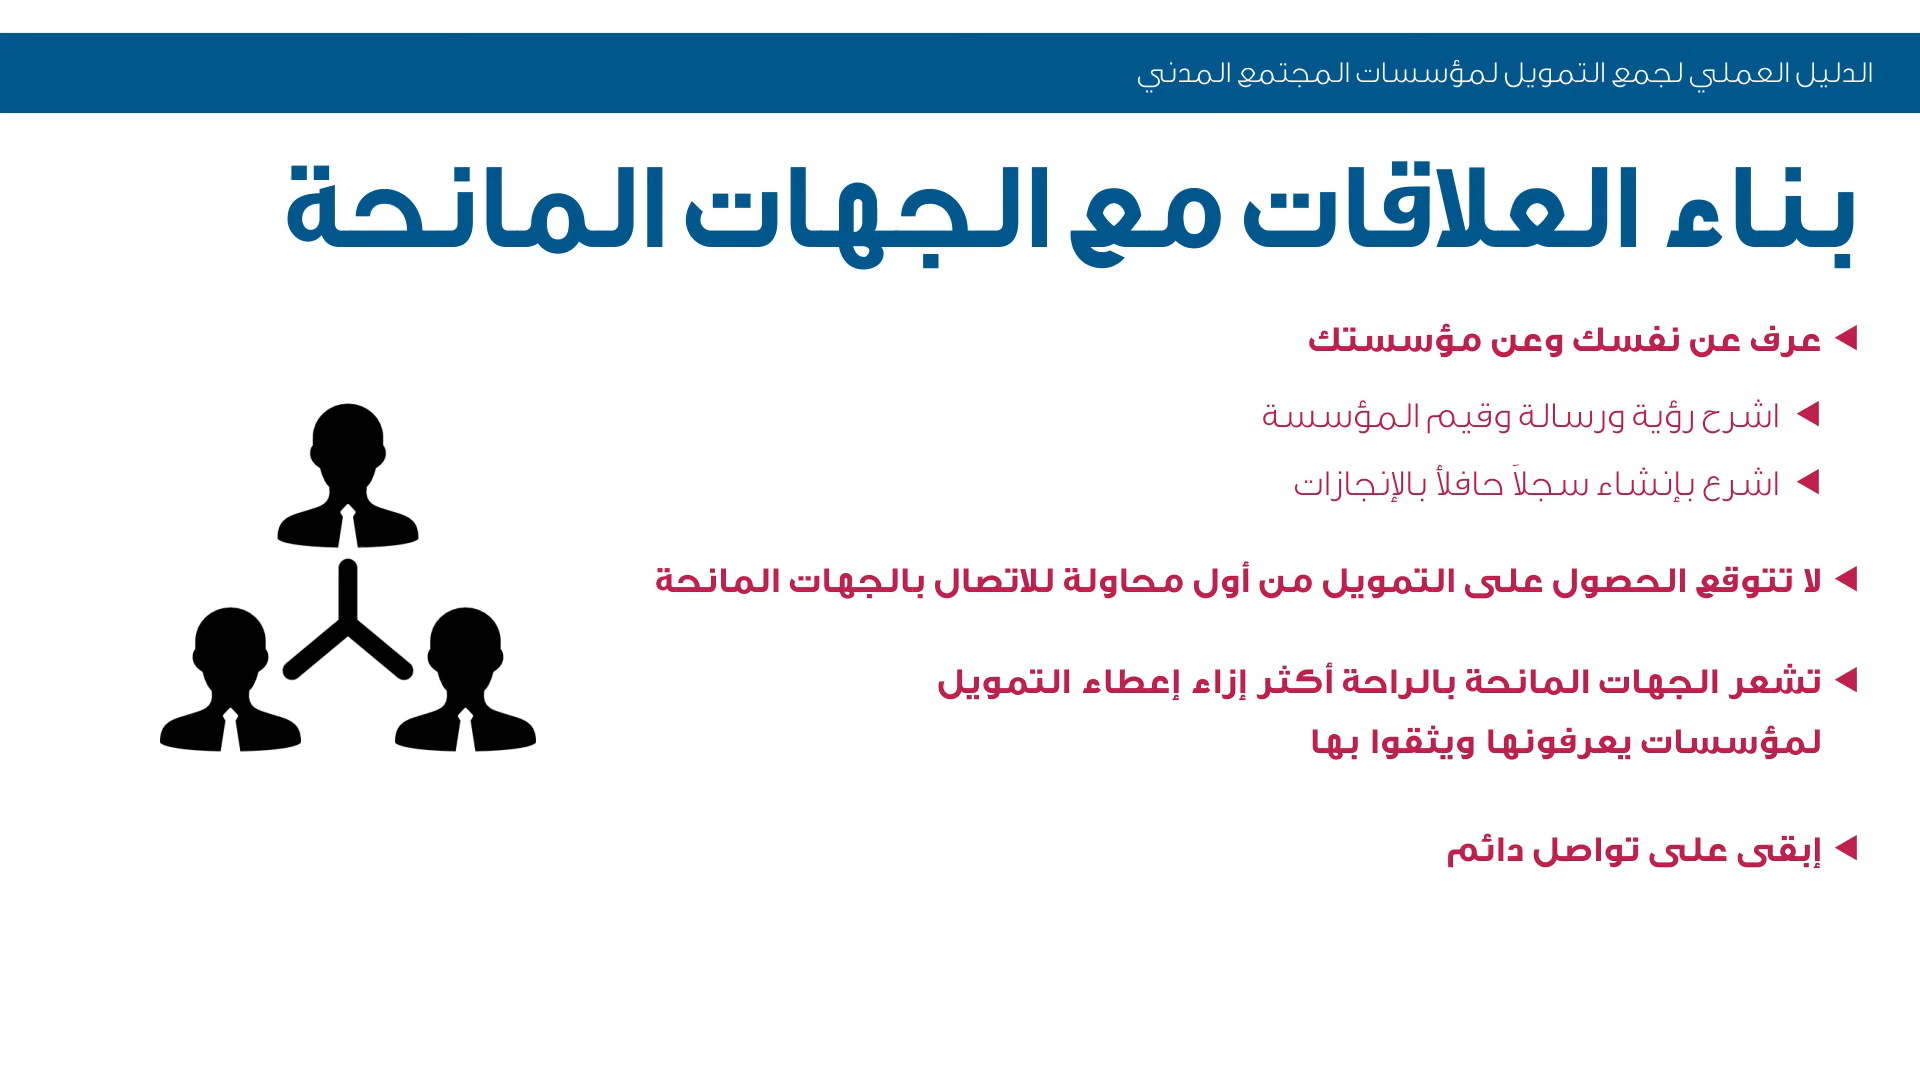 الدليل العملي لجمع التمويل لمؤسسات المجتمع المدني
بناء العلاقات مع الجهات المانحة
عرف عن نفسك وعن مؤسستك
اشرح رؤية ورسالة وقيم المؤسسة
اشرع بإنشاء سجلاَ حافلأ بالإنجازات
لا تتوقع الحصول على التمويل من أول محاولة للاتصال بالجهات المانحة
تشعر الجهات المانحة بالراحة أكثر إزاء إعطاء التمويل
لمؤسسات يعرفونها ويثقوا بها
إبقى على تواصل دائم